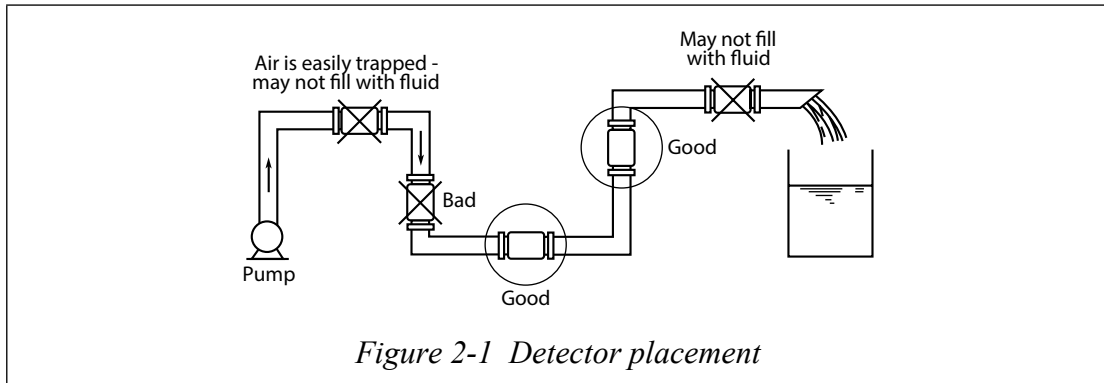 Air is easily trapped -
may not fill with fluid
May not fill
with fluid
Good
Bad
Pump
Good
Figure 2-1 Detector placement